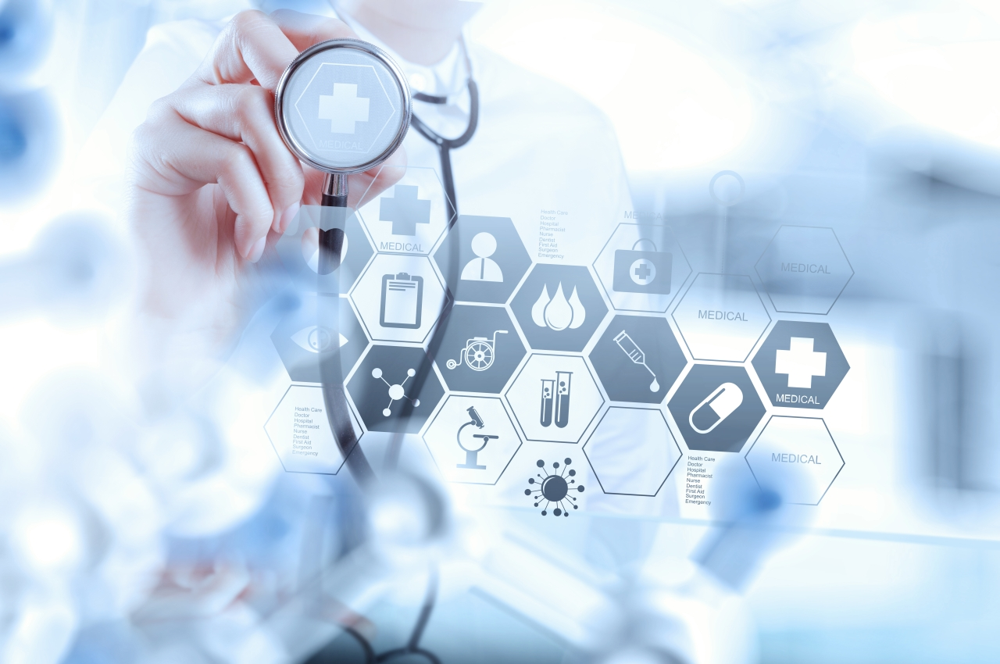 MEDICAL
MEDICAL
Health Care
Doctor
Hospital
Pharmacist
Nurse
Dentist
First Aid
Surgeon
Emergency
MEDICAL
MEDICAL
MEDICAL
MEDICAL
Health Care
Doctor
Hospital
Pharmacist
Nurse
Dentist
First Aid
Surgeon
Emergency
MEDICAL
Health Care
Doctor
Hospital
Pharmacist
Nurse
Dentist
First Aid
Surgeon
Emergency